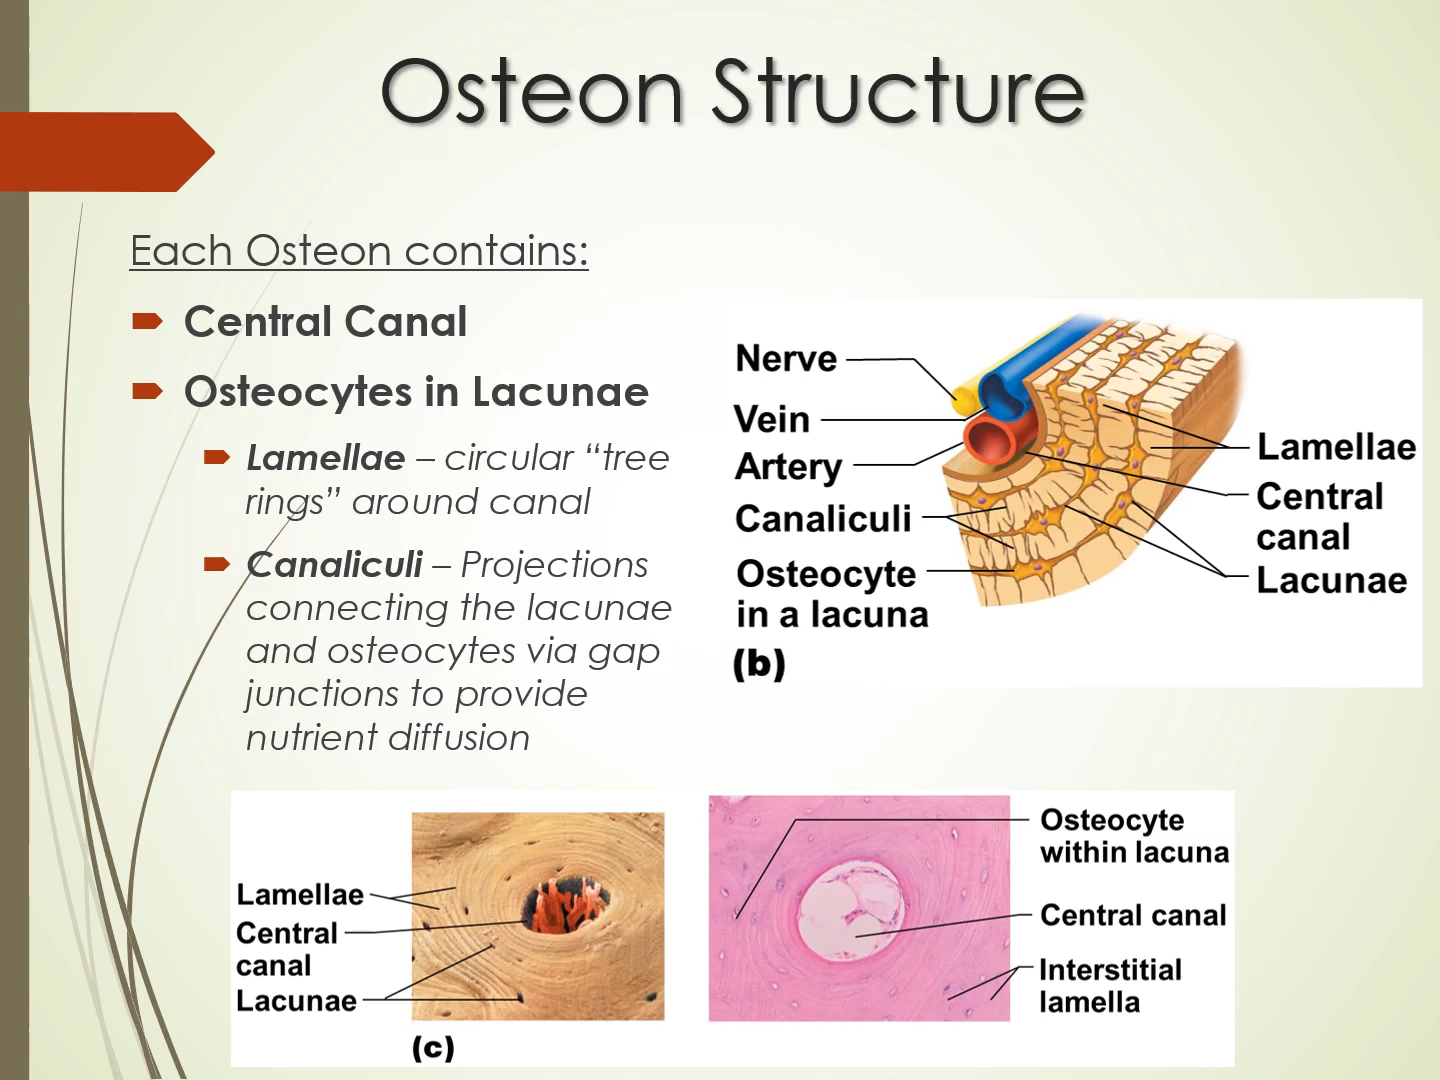 Osteon Structure
Each Osteon contains:
Central Canal
Osteocytes in Lacunae
Lamellae – circular “tree
rings” around canal
Canaliculi – Projections
connecting the lacunae
and osteocytes via gap
junctions to provide
nutrient diffusion
Nerve
Vein
Artery
Canaliculi
Osteocyte
in a lacuna
(b)
Lamellae
Central
canal
Lacunae
Lamellae
Central
canal
Lacunae
(c)
Osteocyte
within lacuna
Central canal
Interstitial
lamella